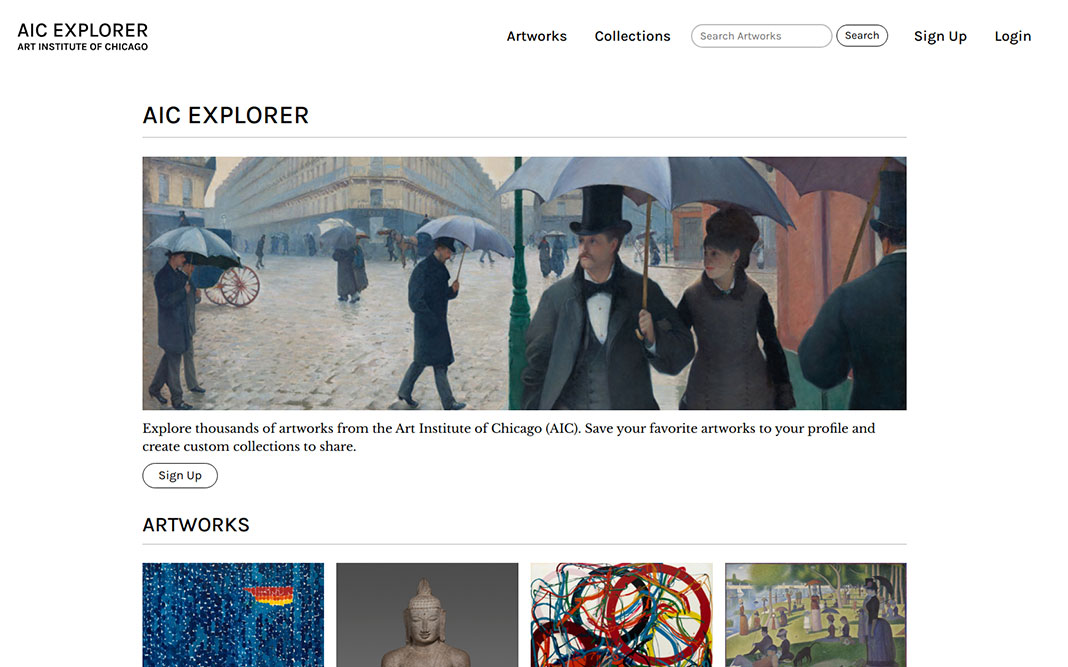 AIC EXPLORER
ART INSTITUTE OF CHICAGO
Artworks
Collections
Search Artworks
Search
Sign Up
Login
AIC EXPLORER
Explore thousands of artworks from the Art Institute of Chicago (AIC). Save your favorite artworks to your profile and
create custom collections to share.
Sign Up
ARTWORKS